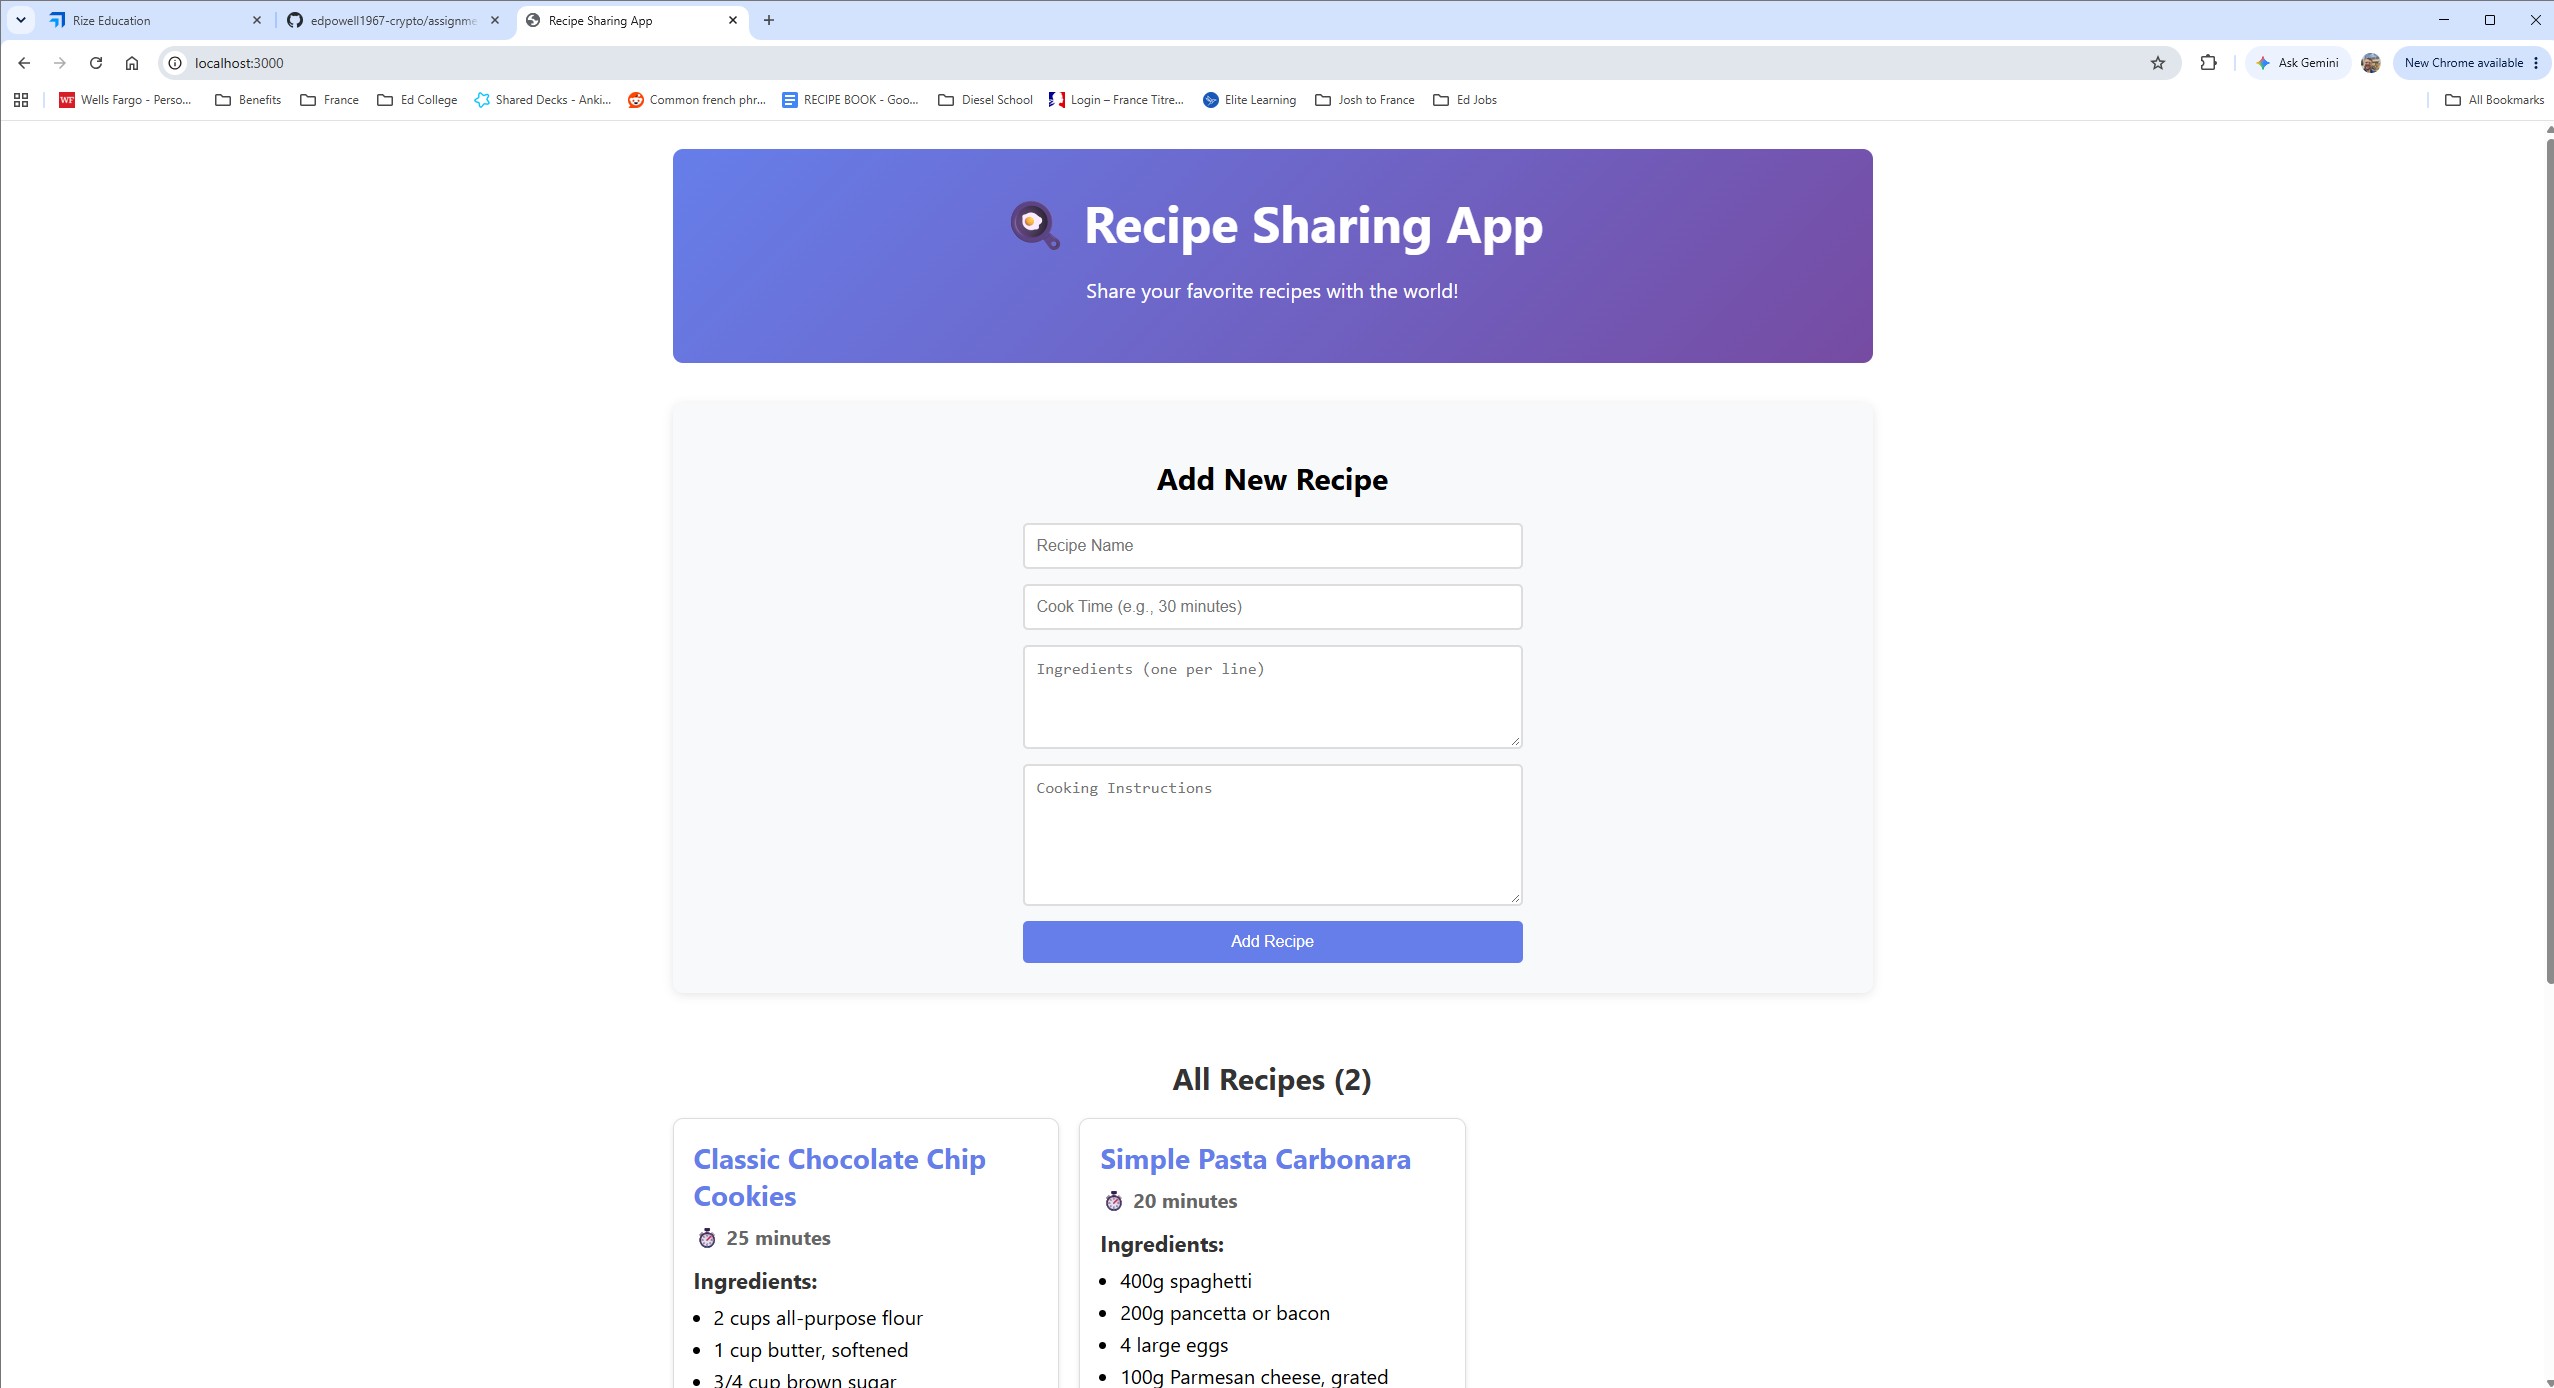 Rize Education
edpowell1967-crypto/assignme
Recipe Sharing App
localhost:3000
Ask Gemini
New Chrome available
WF Wells Fargo - Perso...
Benefits
France
Ed College
Shared Decks - Anki...
Common french phr...
RECIPE BOOK - Goo...
Diesel School
Login – France Titre...
Elite Learning
Josh to France
Ed Jobs
All Bookmarks
Recipe Sharing App
Share your favorite recipes with the world!
Add New Recipe
Recipe Name
Cook Time (e.g., 30 minutes)
Ingredients (one per line)
Cooking Instructions
Add Recipe
All Recipes (2)
Classic Chocolate Chip
Cookies
25 minutes
Ingredients:
• 2 cups all-purpose flour
• 1 cup butter, softened
• 3/4 cup brown sugar
Simple Pasta Carbonara
20 minutes
Ingredients:
• 400g spaghetti
• 200g pancetta or bacon
• 4 large eggs
• 100g Parmesan cheese, grated